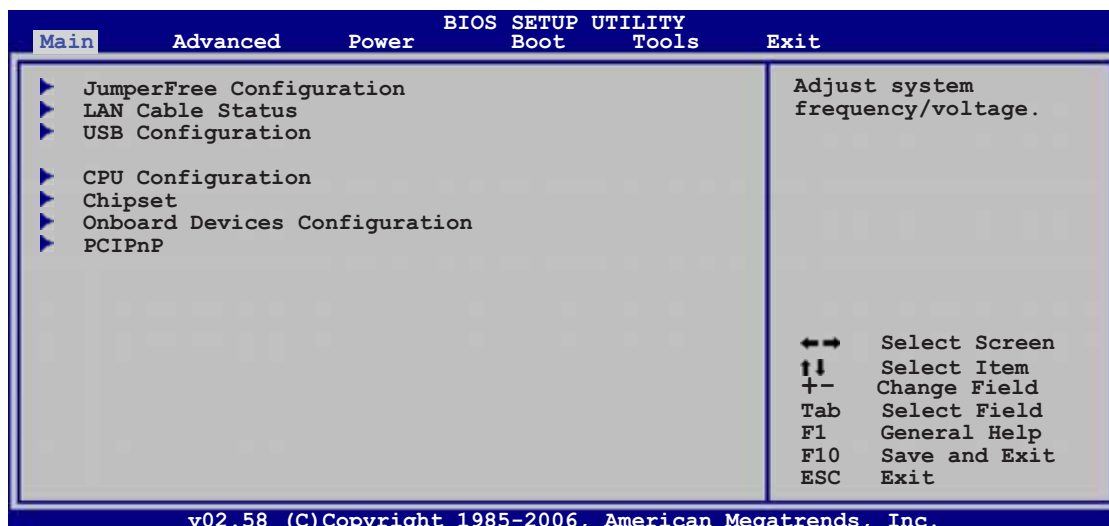 BIOS SETUP UTILITY
Main Advanced Power Boot Tools Exit
JumperFree Configuration
LAN Cable Status
USB Configuration
CPU Configuration
Chipset
Onboard Devices Configuration
PCIPnP
Adjust system
frequency/voltage.
←→ Select Screen
↑↓ Select Item
+- Change Field
Tab Select Field
F1 General Help
F10 Save and Exit
ESC Exit
v02.58 (C)Copyright 1985-2006, American Megatrends, Inc.